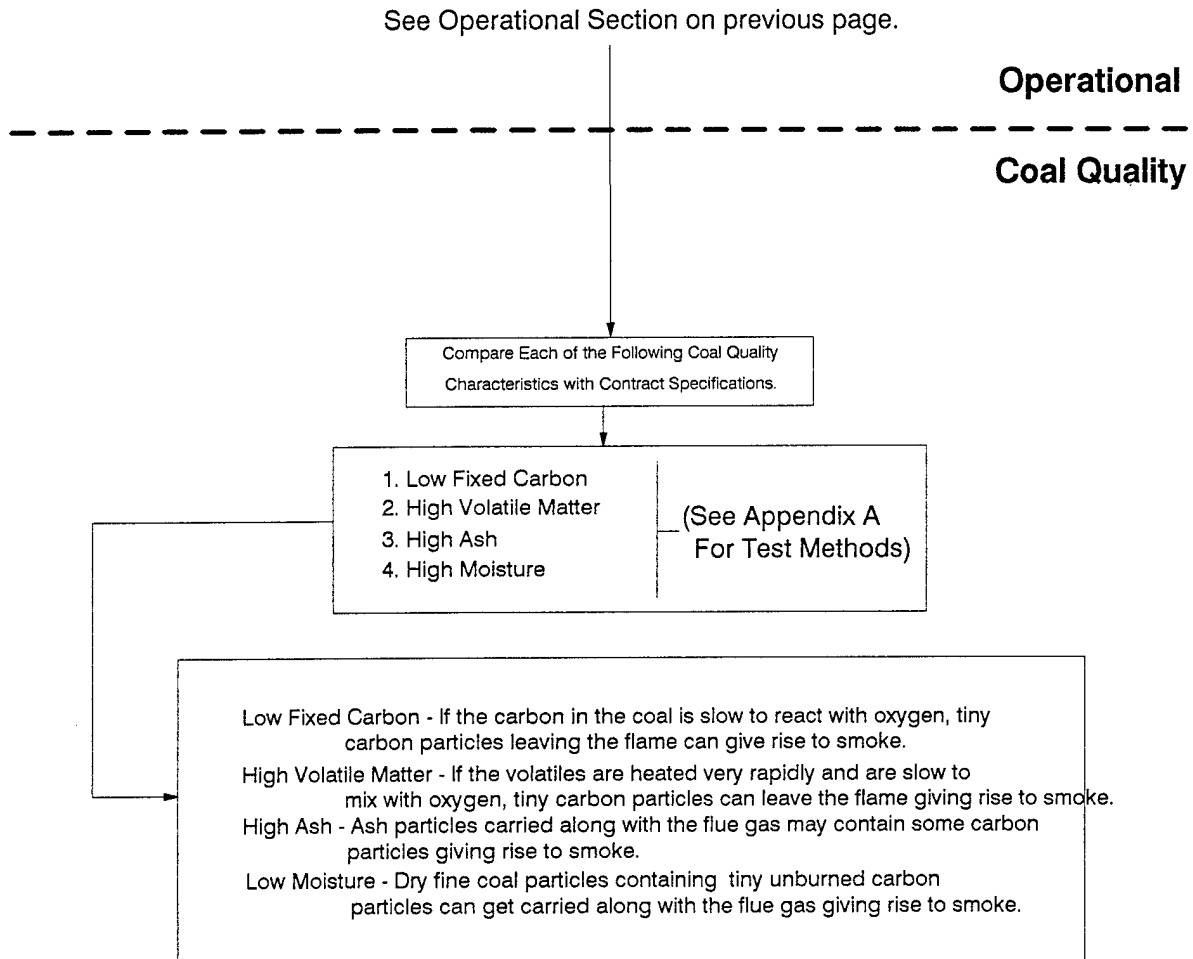 See Operational Section on previous page.
Operational
Coal Quality
Compare Each of the Following Coal Quality
Characteristics with Contract Specifications.
1. Low Fixed Carbon
2. High Volatile Matter
3. High Ash
4. High Moisture
(See Appendix A
For Test Methods)
Low Fixed Carbon - If the carbon in the coal is slow to react with oxygen, tiny
carbon particles leaving the flame can give rise to smoke.
High Volatile Matter - If the volatiles are heated very rapidly and are slow to
mix with oxygen, tiny carbon particles can leave the flame giving rise to smoke.
High Ash - Ash particles carried along with the flue gas may contain some carbon
particles giving rise to smoke.
Low Moisture - Dry fine coal particles containing tiny unburned carbon
particles can get carried along with the flue gas giving rise to smoke.